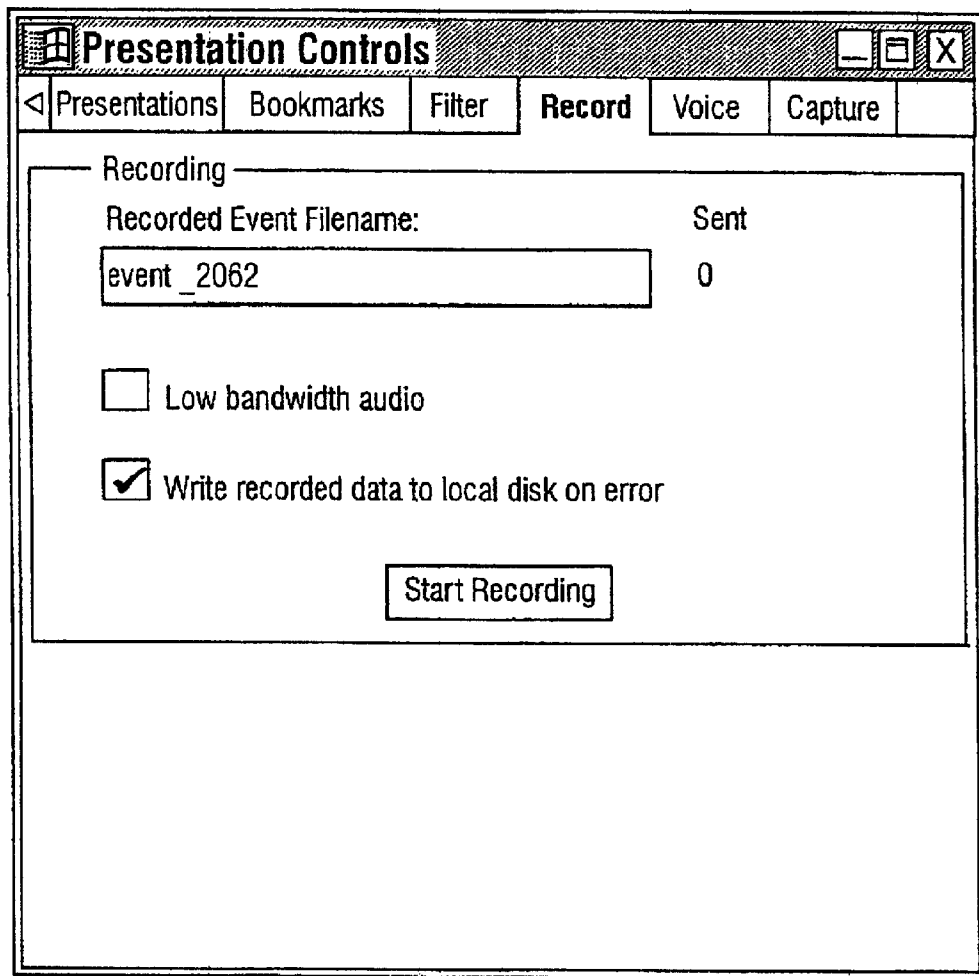 Presentation Controls
Presentations Bookmarks Filter Record Voice Capture
Recording
Recorded Event Filename: Sent
event _2062 0
Low bandwidth audio
Write recorded data to local disk on error
Start Recording